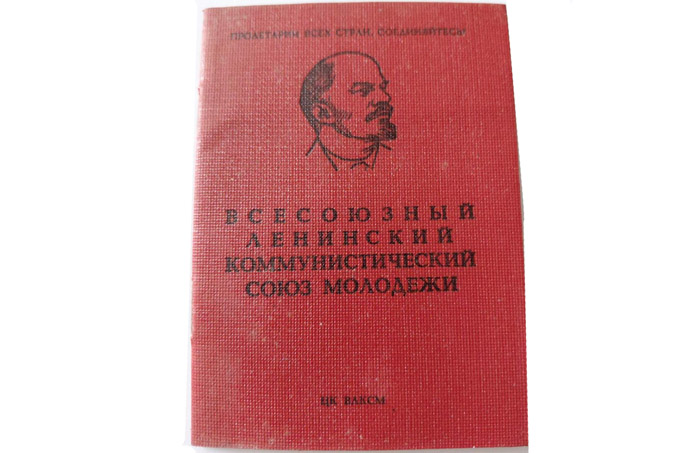 ПРОЛЕТАРИИ ВСЕХ СТРАН, СОЕДИНЯЙТЕСЬ!
ВСЕСОЮЗНЫЙ
ЛЕНИНСКИЙ
КОММУНИСТИЧЕСКИЙ
СОЮЗ МОЛОДЕЖИ
ЦК ВЛКСМ